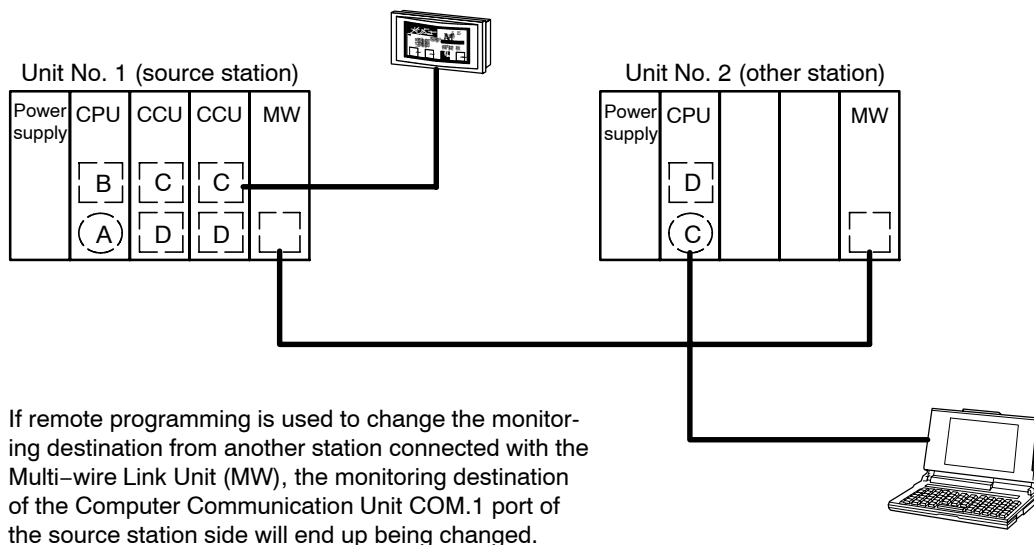 Unit No. 1 (source station)
Power supply
CPU
CCU
CCU
MW
B
C
C
A
D
D
Unit No. 2 (other station)
Power supply
CPU
MW
D
C
If remote programming is used to change the monitor-
ing destination from another station connected with the
Multi−wire Link Unit (MW), the monitoring destination
of the Computer Communication Unit COM.1 port of
the source station side will end up being changed.